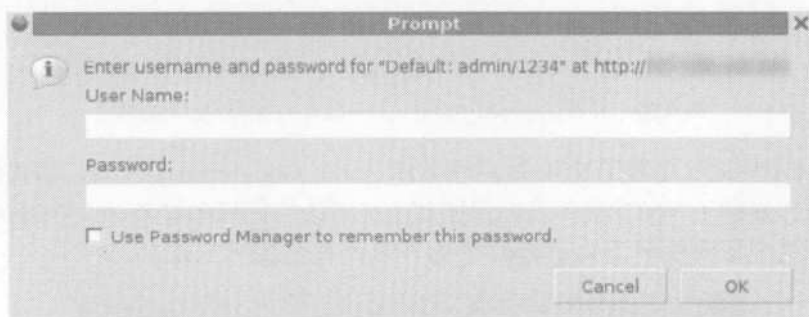 Prompt
Enter username and password for "Default: admin/1234" at http://
User Name:
Password:
Use Password Manager to remember this password.
Cancel OK